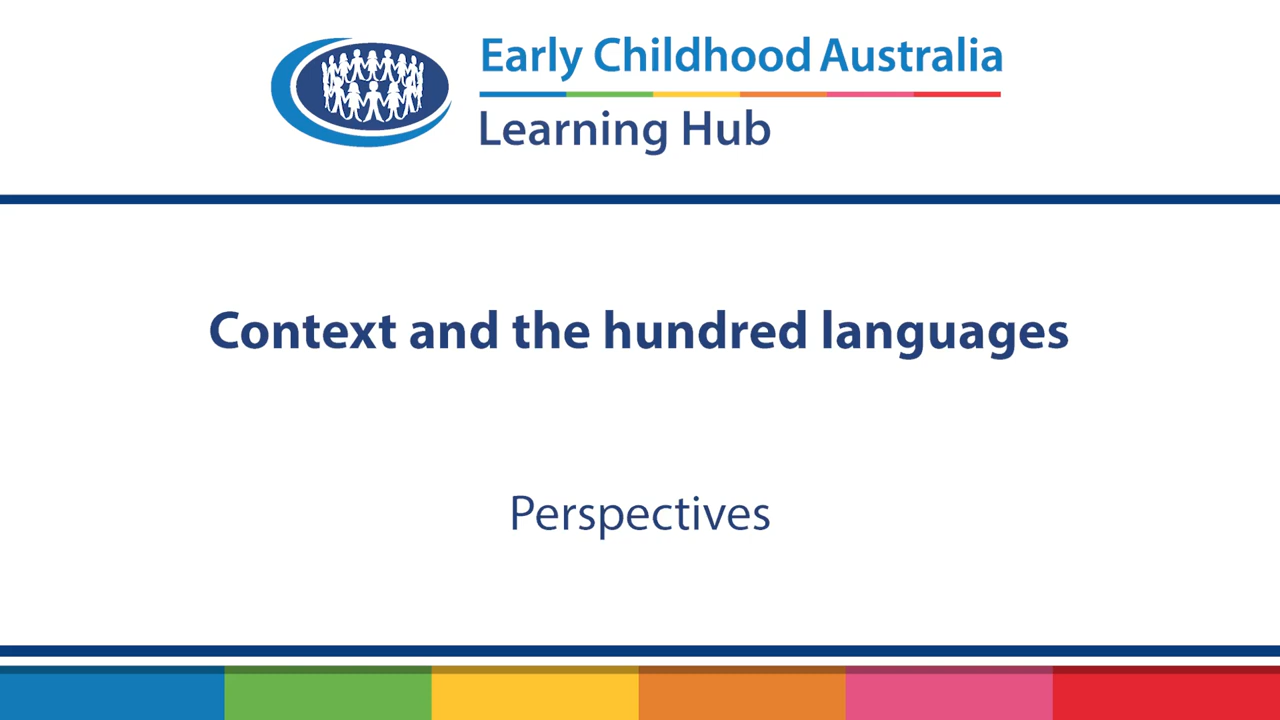 Early Childhood Australia
Learning Hub
Context and the hundred languages
Perspectives